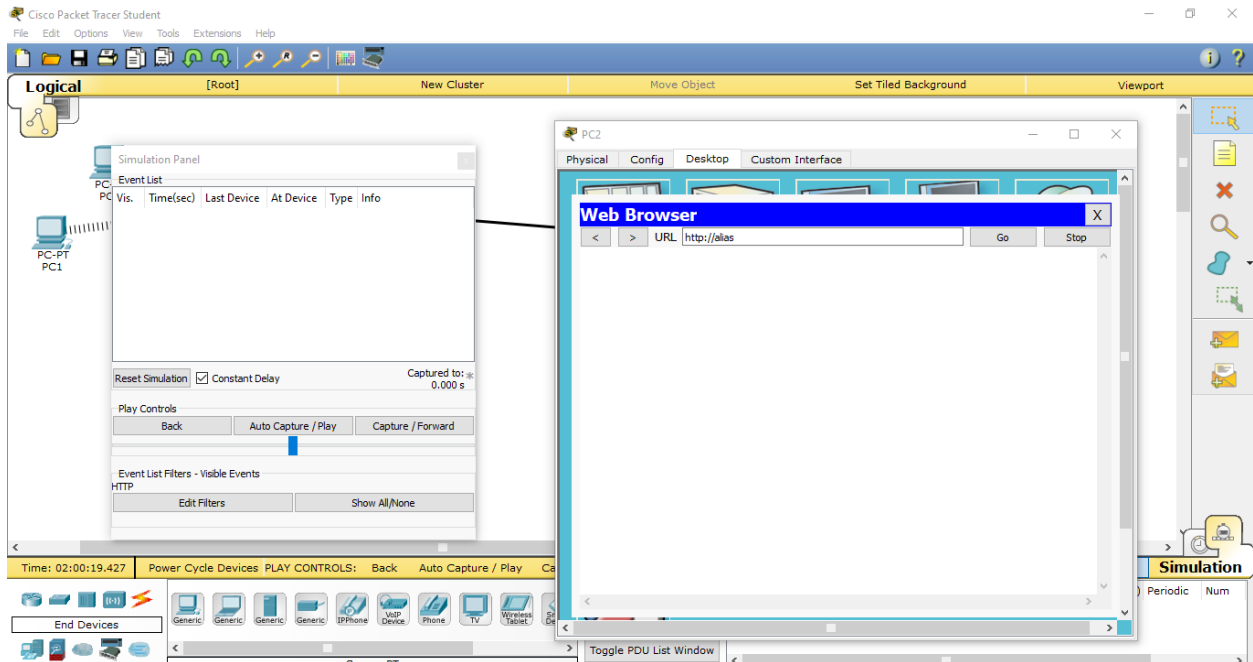 Cisco Packet Tracer Student
File Edit Options View Tools Extensions Help
Logical [Root] New Cluster Move Object Set Tiled Background Viewport
PC2
Physical Config Desktop Custom Interface
Web Browser X
< > URL http://alias Go Stop
Simulation Panel
Event List
Vis. Time(sec) Last Device At Device Type Info
PC-PT
PC1
Reset Simulation Constant Delay Captured to: *
0.000 s
Play Controls
Back Auto Capture / Play Capture / Forward
Event List Filters - Visible Events
HTTP
Edit Filters Show All/None
Time: 02:00:19.427 Power Cycle Devices PLAY CONTROLS: Back Auto Capture / Play Ca
Simulation
) Periodic Num
End Devices
Generic Generic Generic Generic IPPhone VoIP Device Phone TV Wireless Tablet
Toggle PDU List Window